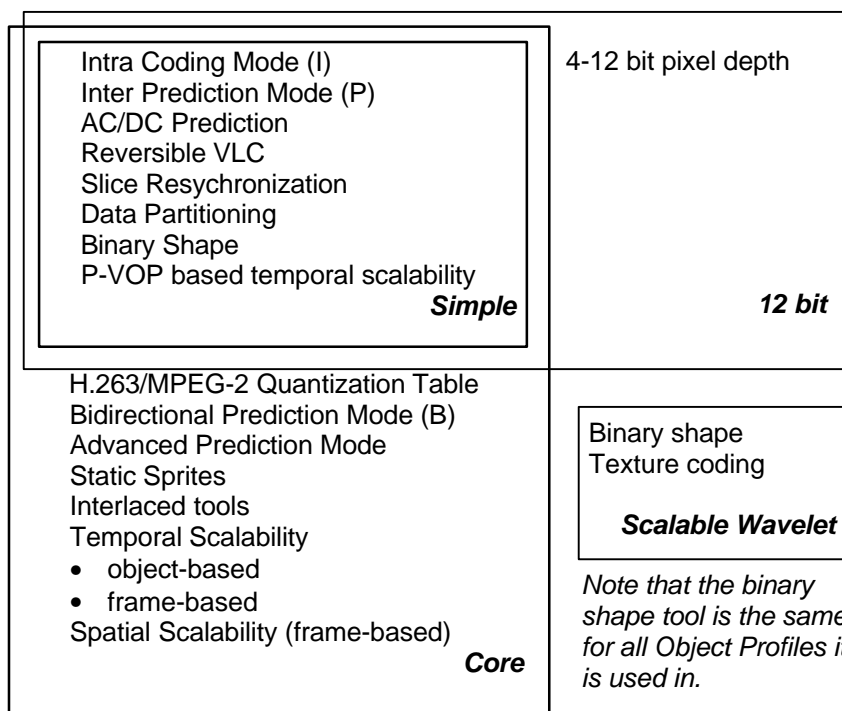 Intra Coding Mode (I)
Inter Prediction Mode (P)
AC/DC Prediction
Reversible VLC
Slice Resychronization
Data Partitioning
Binary Shape
P-VOP based temporal scalability
Simple
4-12 bit pixel depth
12 bit
H.263/MPEG-2 Quantization Table
Bidirectional Prediction Mode (B)
Advanced Prediction Mode
Static Sprites
Interlaced tools
Temporal Scalability
• object-based
• frame-based
Spatial Scalability (frame-based)
Core
Binary shape
Texture coding
Scalable Wavelet
Note that the binary
shape tool is the same
for all Object Profiles
is used in.